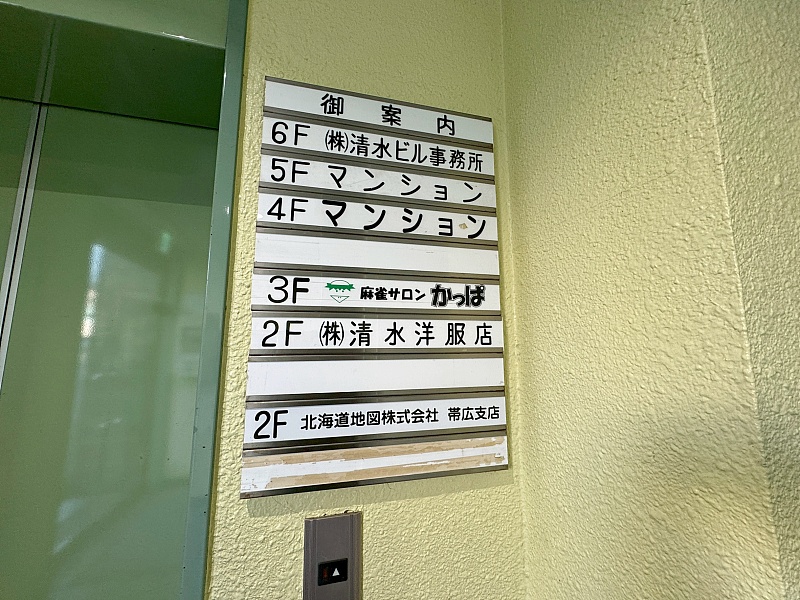 御案内
6F ㈱清水ビル事務所
5F マンション
4F マンション
3F 麻雀サロン かっぱ
2F ㈱清水洋服店
2F 北海道地図株式会社 帯広支店